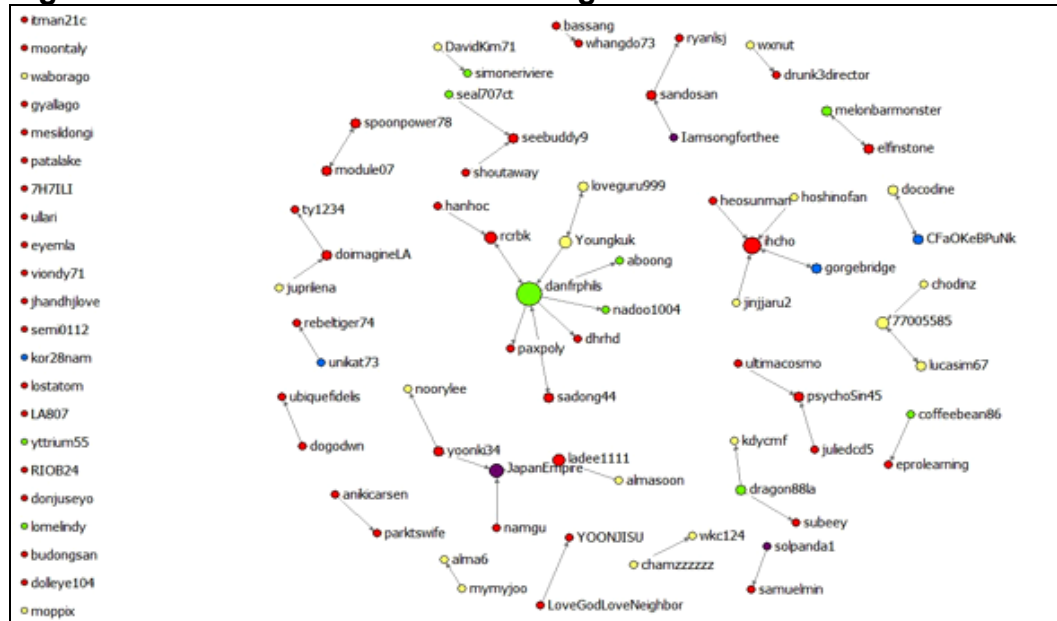 itman21c
moontaly
waborago
gyallago
mesildongi
patalake
7H7ILI
ullari
eyemla
viondy71
jhandhjlove
semi0112
kor28nam
lostatom
LA807
yttrium55
RIOB24
donjuseyo
lomelindy
budongsan
dolleye104
moppix
bassang
whangdo73
ryanlsj
wxnut
DavidKim71
simoneriviere
drunk3director
seal707ct
sandosan
melonbarmonster
spoonpower78
seebuddy9
Iamsongforthee
elfinstone
module07
shoutaway
loveguru999
heosunman
hoshinofan
docodine
ty1234
hanhoc
rcrbk
Youngkuk
ihcho
CFaOKeBPuNk
doimagineLA
aboong
gorgebridge
juprilena
danfrphils
chodinz
nadoo1004
jinjjaru2
rebeltiger74
f77005585
dhrhd
paxpoly
unikat73
ultimacosmo
lucasim67
noorylee
ubiquefidelis
sadong44
psychoSin45
coffeebean86
dogodwn
yoonki34
kdycmf
juliedcd5
JapanEmpire
ladee1111
eprolearning
almasoon
anikicarsen
dragon88la
parktswife
namgu
subeey
YOONJISU
wkc124
solpanda1
alma6
chamzzzzzz
mymyjoo
samuelmin
LoveGodLoveNeighbor